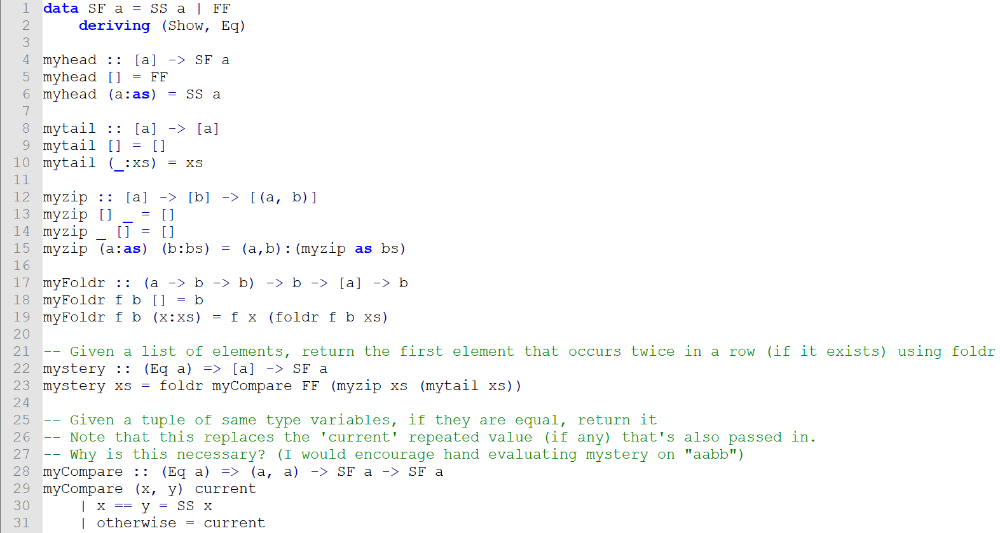 1 data SF a = SS a | FF
2     deriving (Show, Eq)
3
4 myhead :: [a] -> SF a
5 myhead [] = FF
6 myhead (a:as) = SS a
7
8 mytail :: [a] -> [a]
9 mytail [] = []
10 mytail (_:xs) = xs
11
12 myzip :: [a] -> [b] -> [(a, b)]
13 myzip [] _ = []
14 myzip _ [] = []
15 myzip (a:as) (b:bs) = (a,b):(myzip as bs)
16
17 myFoldr :: (a -> b -> b) -> b -> [a] -> b
18 myFoldr f b [] = b
19 myFoldr f b (x:xs) = f x (foldr f b xs)
20
21 -- Given a list of elements, return the first element that occurs twice in a row (if it exists) using foldr
22 mystery :: (Eq a) => [a] -> SF a
23 mystery xs = foldr myCompare FF (myzip xs (mytail xs))
24
25 -- Given a tuple of same type variables, if they are equal, return it
26 -- Note that this replaces the 'current' repeated value (if any) that's also passed in.
27 -- Why is this necessary? (I would encourage hand evaluating mystery on "aabb")
28 myCompare :: (Eq a) => (a, a) -> SF a -> SF a
29 myCompare (x, y) current
30     | x == y = SS x
31     | otherwise = current